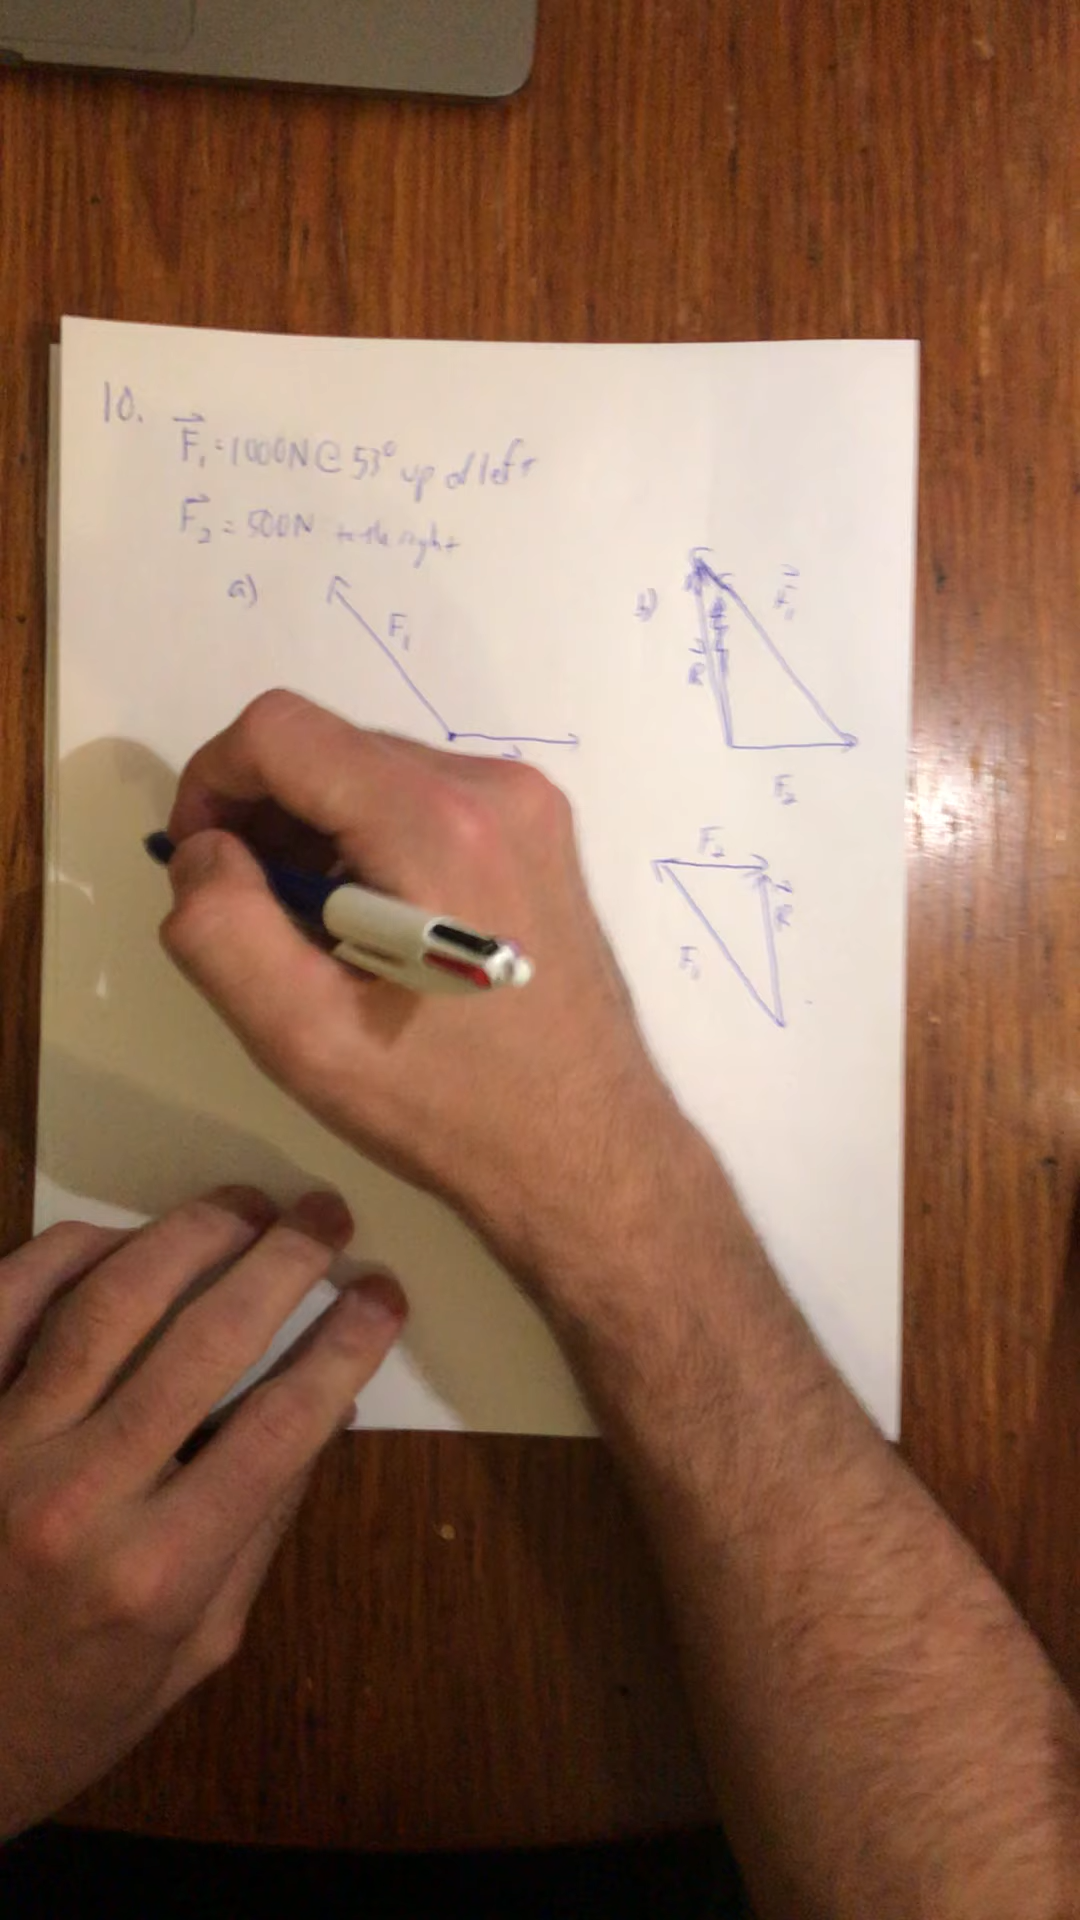 10.
F₁ = 1000N @ 53° up of left
F₂ = 500N to the right
a)
F₁
b)
F₁
R
F₂
F₂
R
F₁